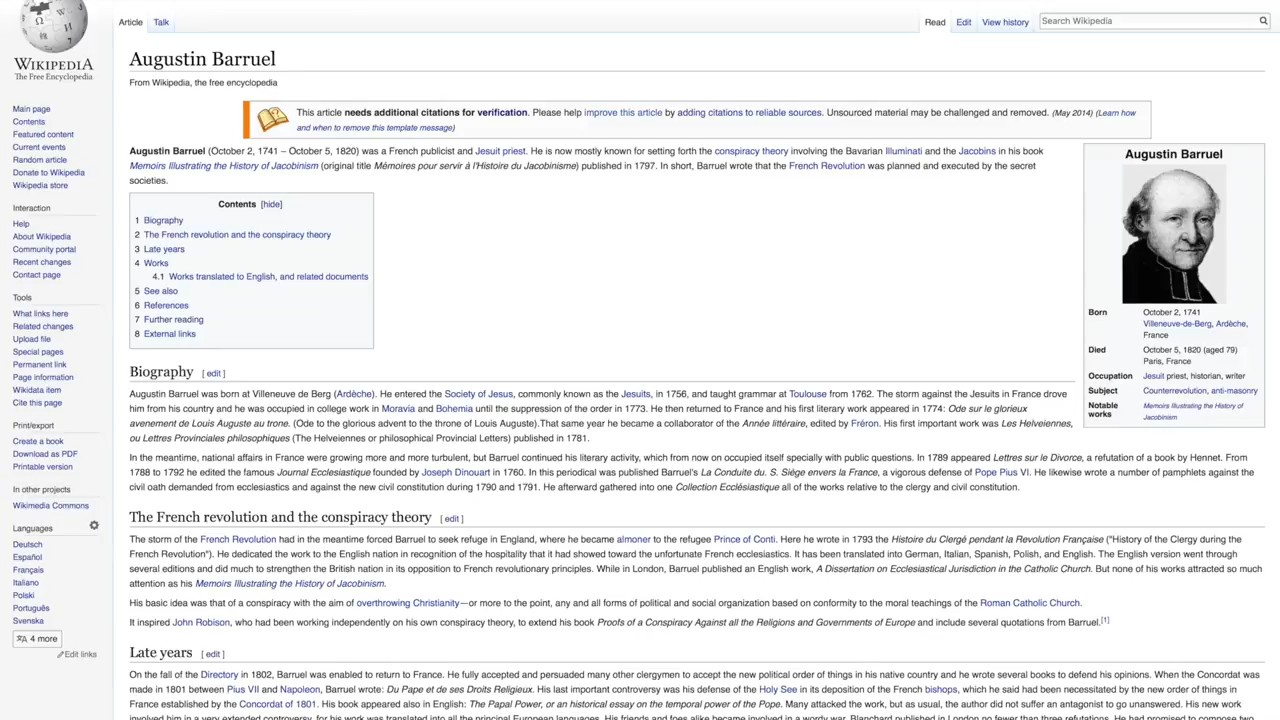 WIKIPEDIA
The Free Encyclopedia
Main page
Contents
Featured content
Current events
Random article
Donate to Wikipedia
Wikipedia store
Interaction
Help
About Wikipedia
Community portal
Recent changes
Contact page
Tools
What links here
Related changes
Upload file
Special pages
Permanent link
Page information
Wikidata item
Cite this page
Print/export
Create a book
Download as PDF
Printable version
In other projects
Wikimedia Commons
Languages
Deutsch
Español
Français
Italiano
Polski
Português
Svenska
4 more
Edit links
Article Talk
Read Edit View history Search Wikipedia
Augustin Barruel
From Wikipedia, the free encyclopedia
This article needs additional citations for verification. Please help improve this article by adding citations to reliable sources. Unsourced material may be challenged and removed. (May 2014) (Learn how
and when to remove this template message)
Augustin Barruel (October 2, 1741 – October 5, 1820) was a French publicist and Jesuit priest. He is now mostly known for setting forth the conspiracy theory involving the Bavarian Illuminati and the Jacobins in his book
Memoirs Illustrating the History of Jacobinism (original title Mémoires pour servir à l'Histoire du Jacobinisme) published in 1797. In short, Barruel wrote that the French Revolution was planned and executed by the secret
societies.
Contents [hide]
1 Biography
2 The French revolution and the conspiracy theory
3 Late years
4 Works
4.1 Works translated to English, and related documents
5 See also
6 References
7 Further reading
8 External links
Augustin Barruel
Born October 2, 1741
Villeneuve-de-Berg, Ardèche,
France
Died October 5, 1820 (aged 79)
Paris, France
Occupation Jesuit priest, historian, writer
Subject Counterrevolution, anti-masonry
Notable works Memoirs Illustrating the History of
Jacobinism
Biography [ edit ]
Augustin Barruel was born at Villeneuve de Berg (Ardèche). He entered the Society of Jesus, commonly known as the Jesuits, in 1756, and taught grammar at Toulouse from 1762. The storm against the Jesuits in France drove
him from his country and he was occupied in college work in Moravia and Bohemia until the suppression of the order in 1773. He then returned to France and his first literary work appeared in 1774: Ode sur le glorieux
avenement de Louis Auguste au trone. (Ode to the glorious advent to the throne of Louis Auguste).That same year he became a collaborator of the Année littéraire, edited by Fréron. His first important work was Les Helveiennes,
ou Lettres Provinciales philosophiques (The Helveiennes or philosophical Provincial Letters) published in 1781.
In the meantime, national affairs in France were growing more and more turbulent, but Barruel continued his literary activity, which from now on occupied itself specially with public questions. In 1789 appeared Lettres sur le Divorce, a refutation of a book by Hennet. From
1788 to 1792 he edited the famous Journal Ecclesiastique founded by Joseph Dinouart in 1760. In this periodical was published Barruel's La Conduite du. S. Siège envers la France, a vigorous defense of Pope Pius VI. He likewise wrote a number of pamphlets against the
civil oath demanded from ecclesiastics and against the new civil constitution during 1790 and 1791. He afterward gathered into one Collection Ecclésiastique all of the works relative to the clergy and civil constitution.
The French revolution and the conspiracy theory [ edit ]
The storm of the French Revolution had in the meantime forced Barruel to seek refuge in England, where he became almoner to the refugee Prince of Conti. Here he wrote in 1793 the Histoire du Clergé pendant la Revolution Française ("History of the Clergy during the
French Revolution"). He dedicated the work to the English nation in recognition of the hospitality that it had showed toward the unfortunate French ecclesiastics. It has been translated into German, Italian, Spanish, Polish, and English. The English version went through
several editions and did much to strengthen the British nation in its opposition to French revolutionary principles. While in London, Barruel published an English work, A Dissertation on Ecclesiastical Jurisdiction in the Catholic Church. But none of his works attracted so much
attention as his Memoirs Illustrating the History of Jacobinism.
His basic idea was that of a conspiracy with the aim of overthrowing Christianity—or more to the point, any and all forms of political and social organization based on conformity to the moral teachings of the Roman Catholic Church.
It inspired John Robison, who had been working independently on his own conspiracy theory, to extend his book Proofs of a Conspiracy Against all the Religions and Governments of Europe and include several quotations from Barruel.[1]
Late years [ edit ]
On the fall of the Directory in 1802, Barruel was enabled to return to France. He fully accepted and persuaded many other clergymen to accept the new political order of things in his native country and he wrote several books to defend his opinions. When the Concordat was
made in 1801 between Pius VII and Napoleon, Barruel wrote: Du Pape et de ses Droits Religieux. His last important controversy was his defense of the Holy See in its deposition of the French bishops, which he said had been necessitated by the new order of things in
France established by the Concordat of 1801. His book appeared also in English: The Papal Power, or an historical essay on the temporal power of the Pope. Many attacked the work, but as usual, the author did not suffer an antagonist to go unanswered. His new work
involved him in a very extended controversy, for his work was translated into all the principal European languages. His friends and foes alike became involved in a wordy war. Blanchard published in London no fewer than three refutations. He had promised to compose two